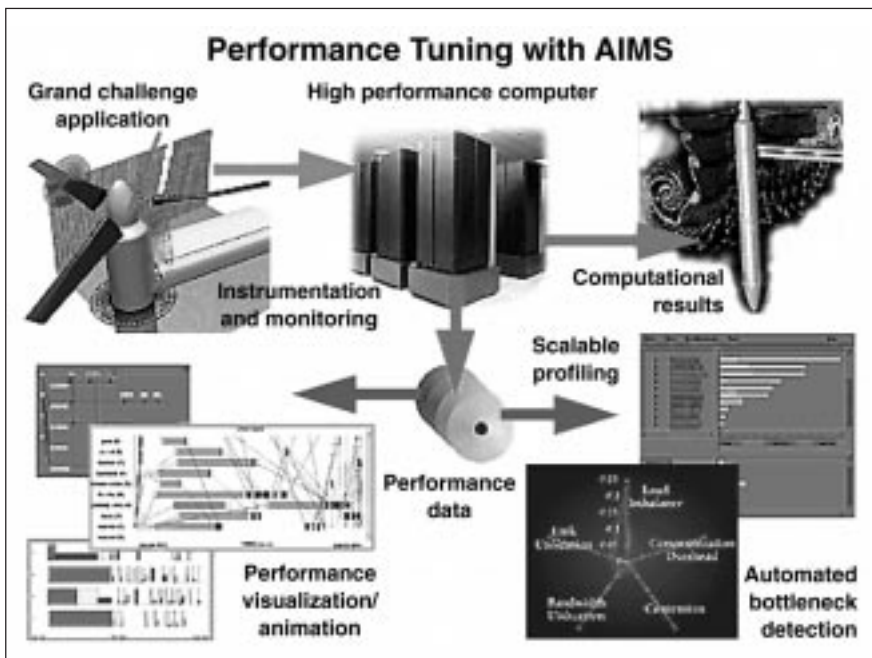 Performance Tuning with AIMS
Grand challenge
application
High performance computer
Instrumentation
and monitoring
Computational
results
Scalable
profiling
Performance
data
Load
Imbalance
Link
Utilization
Communication
Overhead
Bandwidth
Utilization
Contention
Performance
visualization/
animation
Automated
bottleneck
detection